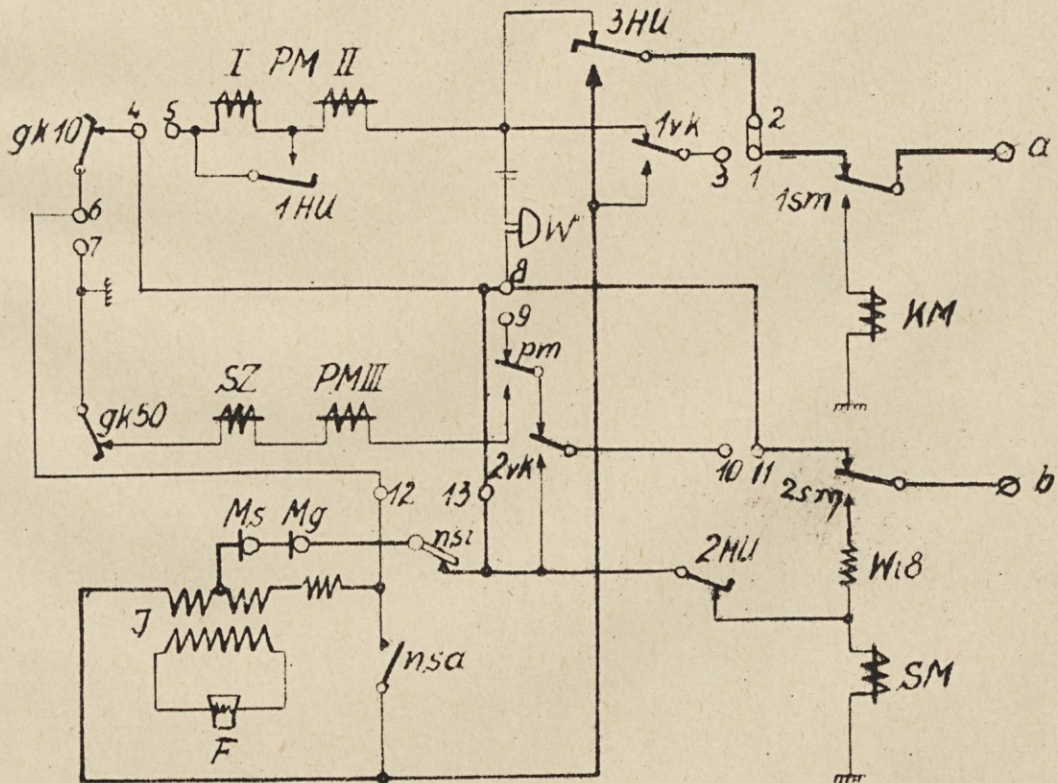 3HU
I PM II
gk10
4
5
1vk
2
3
1
a
1HU
1sm
6
7
W
8
9
KM
pm
SZ
PMIII
gk50
2vk
10
11
b
2sm
12
13
Ms
Mg
nsi
2HU
Wi8
J
nsa
SM
F